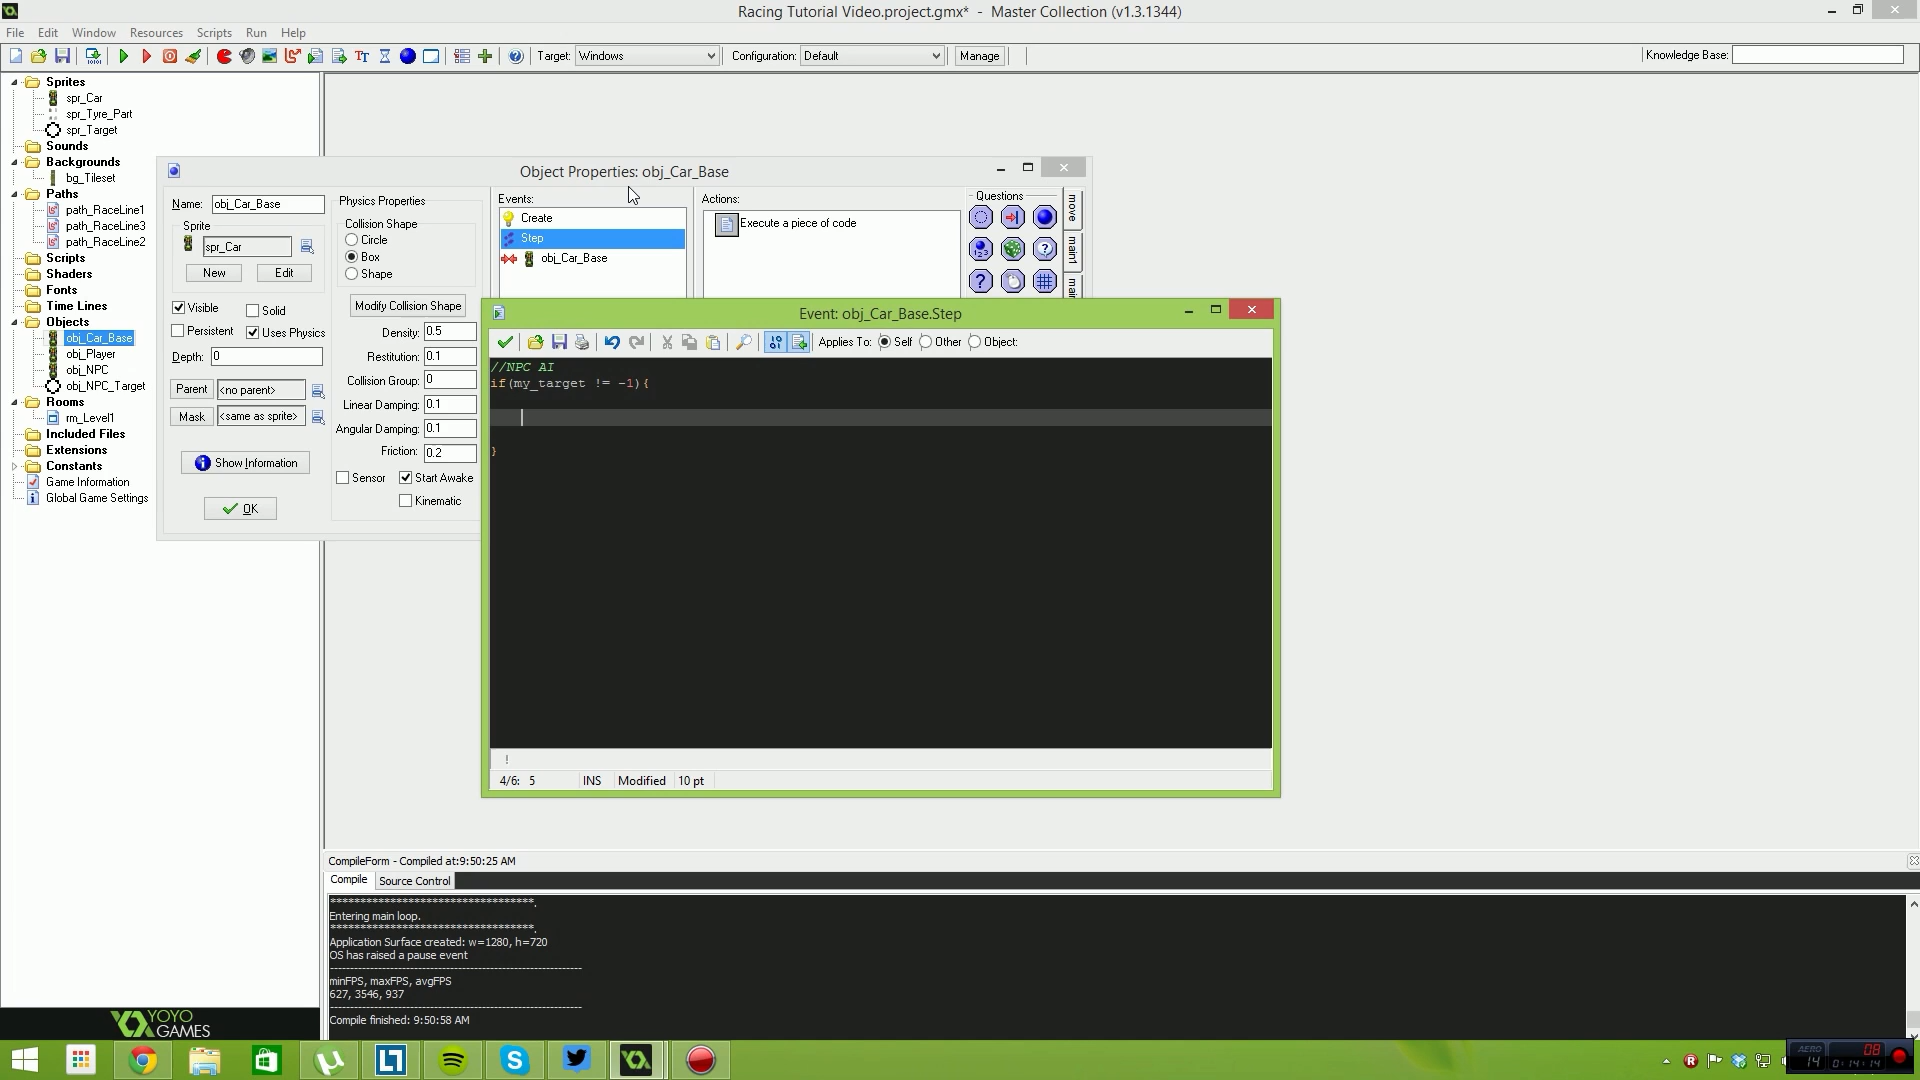 Racing Tutorial Video.project.gmx* - Master Collection (v1.3.1344)
File Edit Window Resources Scripts Run Help
Target: Windows Configuration: Default Manage Knowledge Base:
Sprites
spr_Car
spr_Tyre_Part
spr_Target
Sounds
Backgrounds
bg_Tileset
Paths
path_RaceLine1
path_RaceLine3
path_RaceLine2
Scripts
Shaders
Fonts
Time Lines
Objects
obj_Car_Base
obj_Player
obj_NPC
obj_NPC_Target
Rooms
rm_Level1
Included Files
Extensions
Constants
Game Information
Global Game Settings
Object Properties: obj_Car_Base
Name: obj_Car_Base
Sprite
spr_Car
New Edit
Visible Solid
Persistent Uses Physics
Depth: 0
Parent <no parent>
Mask <same as sprite>
Show Information
OK
Physics Properties
Collision Shape
Circle
Box
Shape
Modify Collision Shape
Density: 0.5
Restitution: 0.1
Collision Group: 0
Linear Damping: 0.1
Angular Damping: 0.1
Friction: 0.2
Sensor Start Awake
Kinematic
Events:
Create
Step
obj_Car_Base
Actions:
Execute a piece of code
Questions
move
main1
Event: obj_Car_Base.Step
Applies To: Self Other Object:
//NPC AI
if(my_target != -1){
}
!
4/6: 5 INS Modified 10 pt
CompileForm - Compiled at:9:50:25 AM
Compile Source Control
**********************************.
Entering main loop.
**********************************.
Application Surface created: w=1280, h=720
OS has raised a pause event
minFPS, maxFPS, avgFPS
627, 3546, 937
Compile finished: 9:50:58 AM
YOYO
GAMES
AERO 08
14 0:14:14